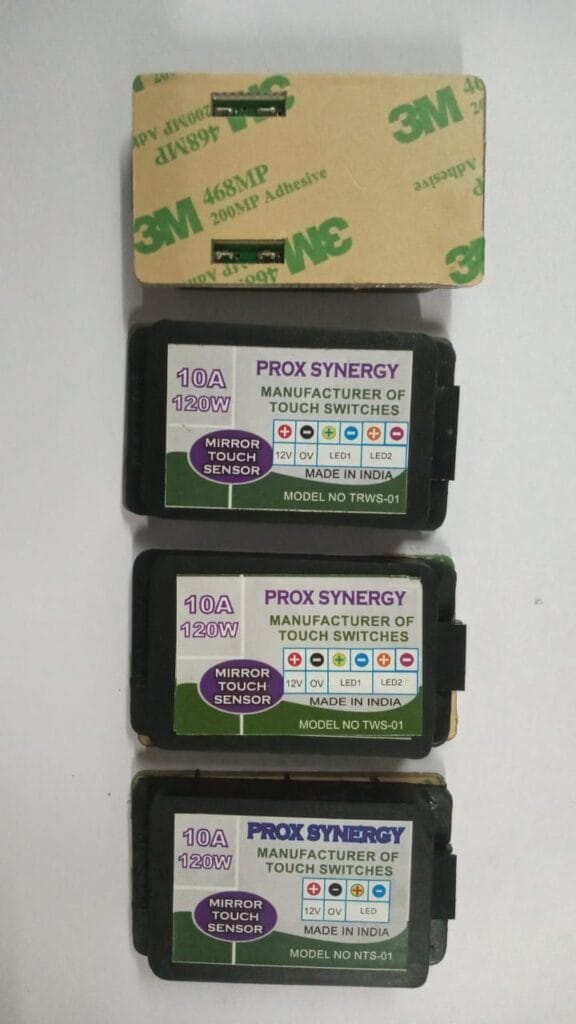 3M
200MP Adh
468MP
3M
Adhesive
468MP
200MP Adhesive
3M
3M
10A
120W
PROX SYNERGY
MANUFACTURER OF
TOUCH SWITCHES
+ - + - + -
12V OV LED1 LED2
MIRROR
TOUCH
SENSOR
MADE IN INDIA
MODEL NO TRWS-01
10A
120W
PROX SYNERGY
MANUFACTURER OF
TOUCH SWITCHES
+ - + - + -
12V OV LED1 LED2
MIRROR
TOUCH
SENSOR
MADE IN INDIA
MODEL NO TWS-01
10A
120W
PROX SYNERGY
MANUFACTURER OF
TOUCH SWITCHES
+ - + -
12V OV LED
MIRROR
TOUCH
SENSOR
MADE IN INDIA
MODEL NO NTS-01